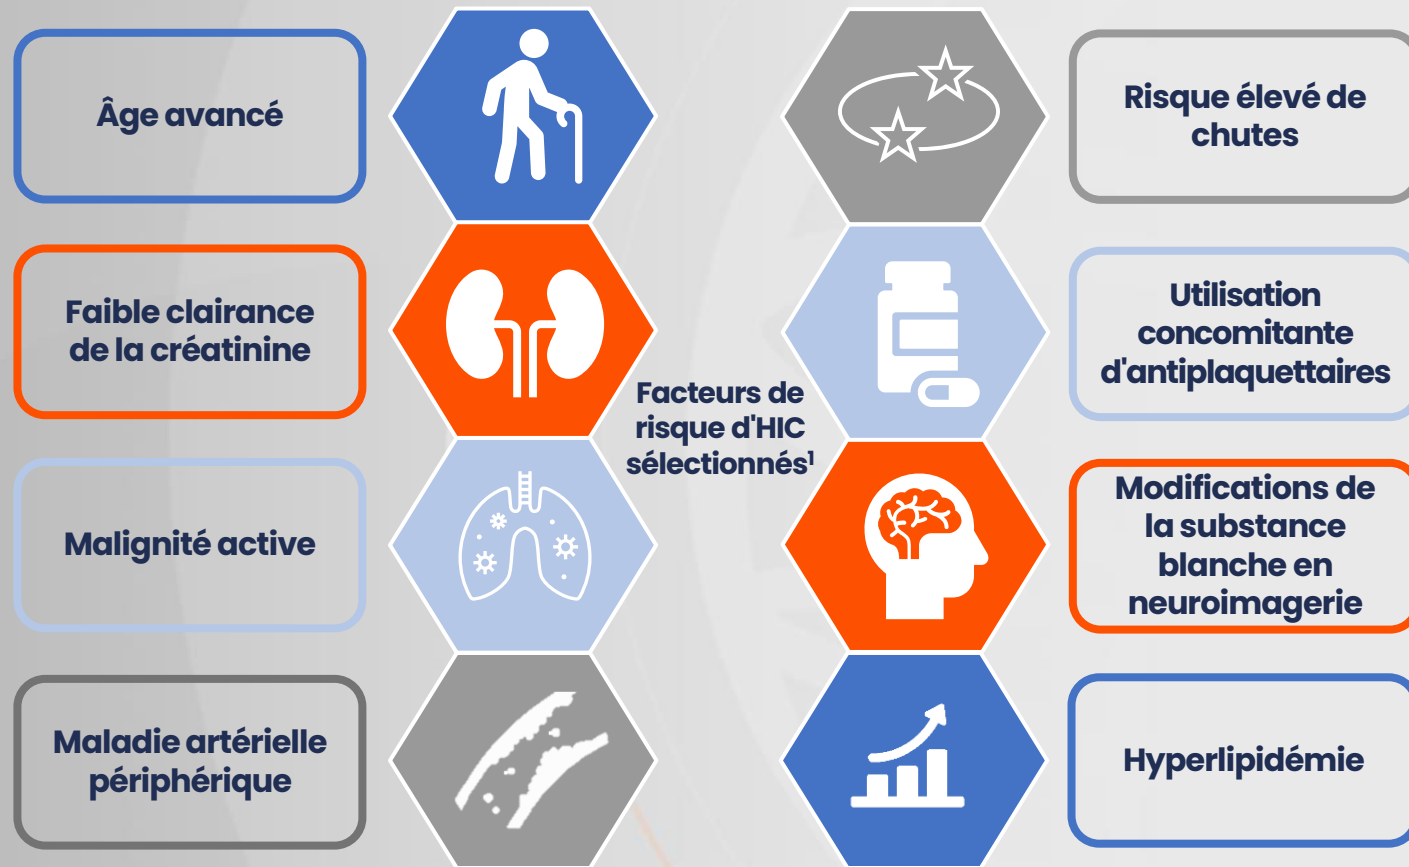 Âge avancé
Faible clairance
de la créatinine
Malignité active
Maladie artérielle
périphérique
Facteurs de
risque d'HIC
sélectionnés¹
Risque élevé de
chutes
Utilisation
concomitante
d'antiplaquettaires
Modifications de
la substance
blanche en
neuroimagerie
Hyperlipidémie